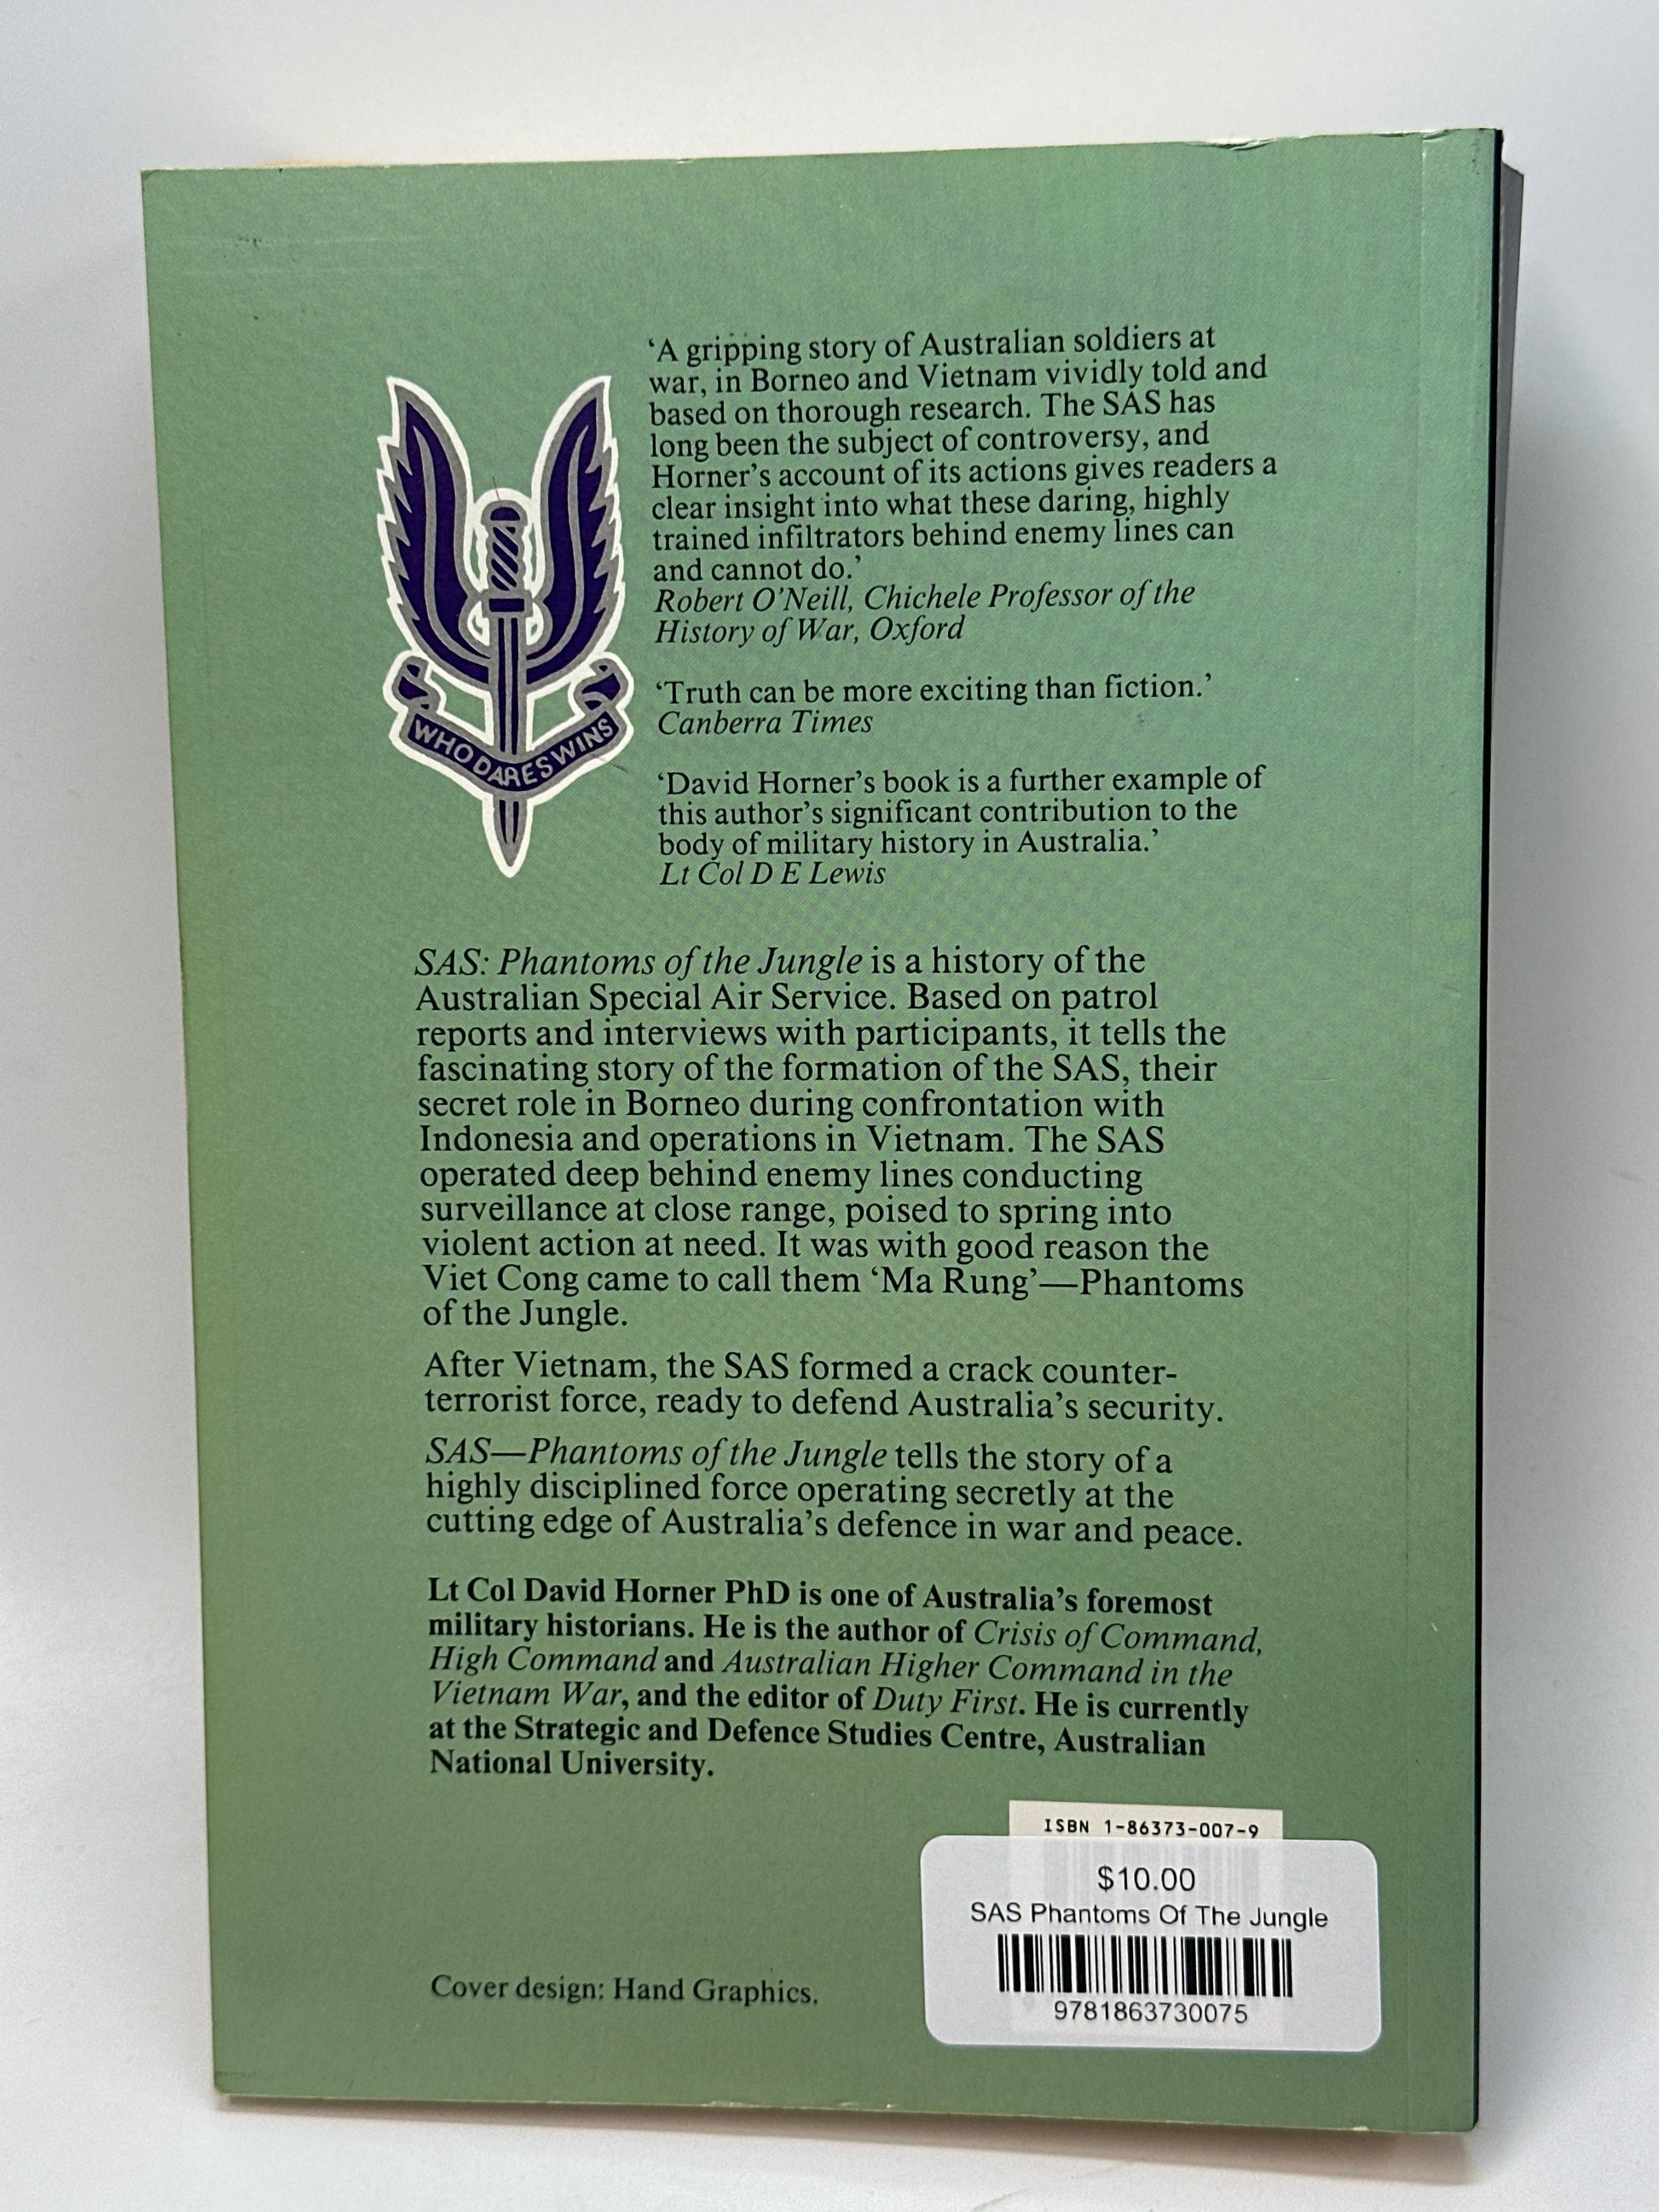 ‘A gripping story of Australian soldiers at
war, in Borneo and Vietnam vividly told and
based on thorough research. The SAS has
long been the subject of controversy, and
Horner’s account of its actions gives readers a
clear insight into what these daring, highly
trained infiltrators behind enemy lines can
and cannot do.’
Robert O’Neill, Chichele Professor of the
History of War, Oxford
WHO DARES WINS
‘Truth can be more exciting than fiction.’
Canberra Times
‘David Horner’s book is a further example of
this author’s significant contribution to the
body of military history in Australia.’
Lt Col D E Lewis
SAS: Phantoms of the Jungle is a history of the
Australian Special Air Service. Based on patrol
reports and interviews with participants, it tells the
fascinating story of the formation of the SAS, their
secret role in Borneo during confrontation with
Indonesia and operations in Vietnam. The SAS
operated deep behind enemy lines conducting
surveillance at close range, poised to spring into
violent action at need. It was with good reason the
Viet Cong came to call them ‘Ma Rung’—Phantoms
of the Jungle.
After Vietnam, the SAS formed a crack counter-
terrorist force, ready to defend Australia’s security.
SAS—Phantoms of the Jungle tells the story of a
highly disciplined force operating secretly at the
cutting edge of Australia’s defence in war and peace.
Lt Col David Horner PhD is one of Australia’s foremost
military historians. He is the author of Crisis of Command,
High Command and Australian Higher Command in the
Vietnam War, and the editor of Duty First. He is currently
at the Strategic and Defence Studies Centre, Australian
National University.
ISBN 1-86373-007-9
$10.00
SAS Phantoms Of The Jungle
9781863730075
Cover design: Hand Graphics.